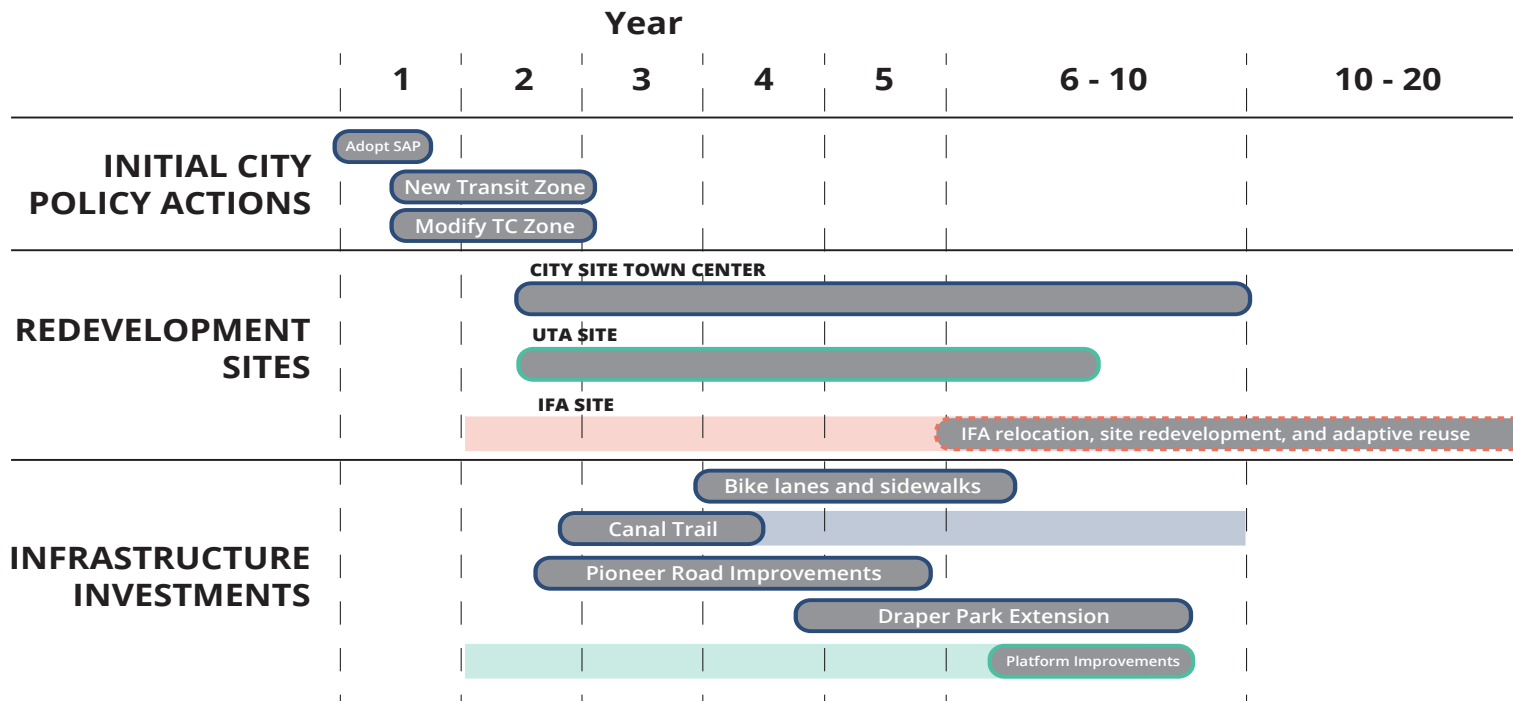 Year
1 2 3 4 5 6 - 10 10 - 20
INITIAL CITY
POLICY ACTIONS
Adopt SAP
New Transit Zone
Modify TC Zone
REDEVELOPMENT
SITES
CITY SITE TOWN CENTER
UTA SITE
IFA SITE
IFA relocation, site redevelopment, and adaptive reuse
INFRASTRUCTURE
INVESTMENTS
Bike lanes and sidewalks
Canal Trail
Pioneer Road Improvements
Draper Park Extension
Platform Improvements